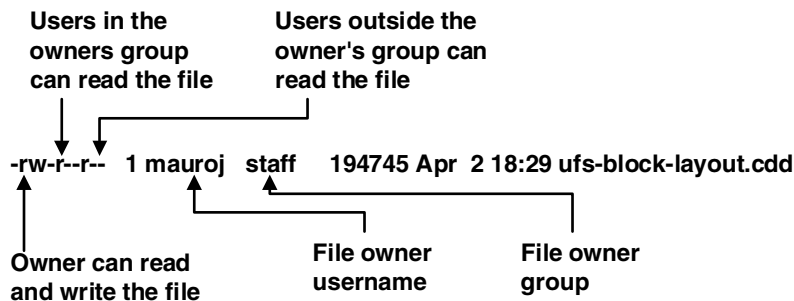 Users in the
owners group
can read the file
Users outside the
owner's group can
read the file
-rw-r--r-- 1 mauroj staff 194745 Apr 2 18:29 ufs-block-layout.cdd
Owner can read
and write the file
File owner
username
File owner
group